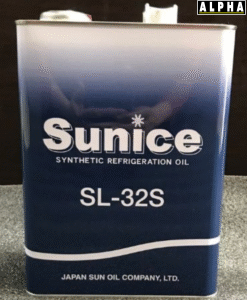 ALPHA
Sunice
SYNTHETIC REFRIGERATION OIL
SL-32S
JAPAN SUN OIL COMPANY, LTD.